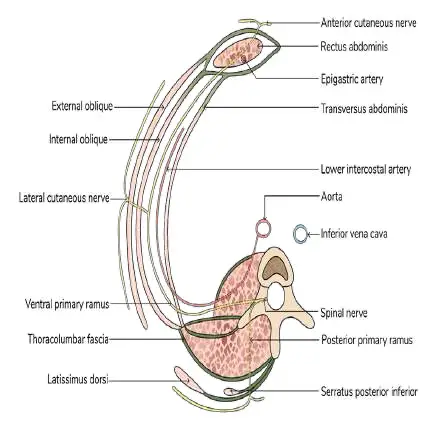 Anterior cutaneous nerve
Rectus abdominis
Epigastric artery
External oblique
Transversus abdominis
Internal oblique
Lower intercostal artery
Lateral cutaneous nerve
Aorta
Inferior vena cava
Ventral primary ramus
Spinal nerve
Thoracolumbar fascia
Posterior primary ramus
Latissimus dorsi
Serratus posterior inferior